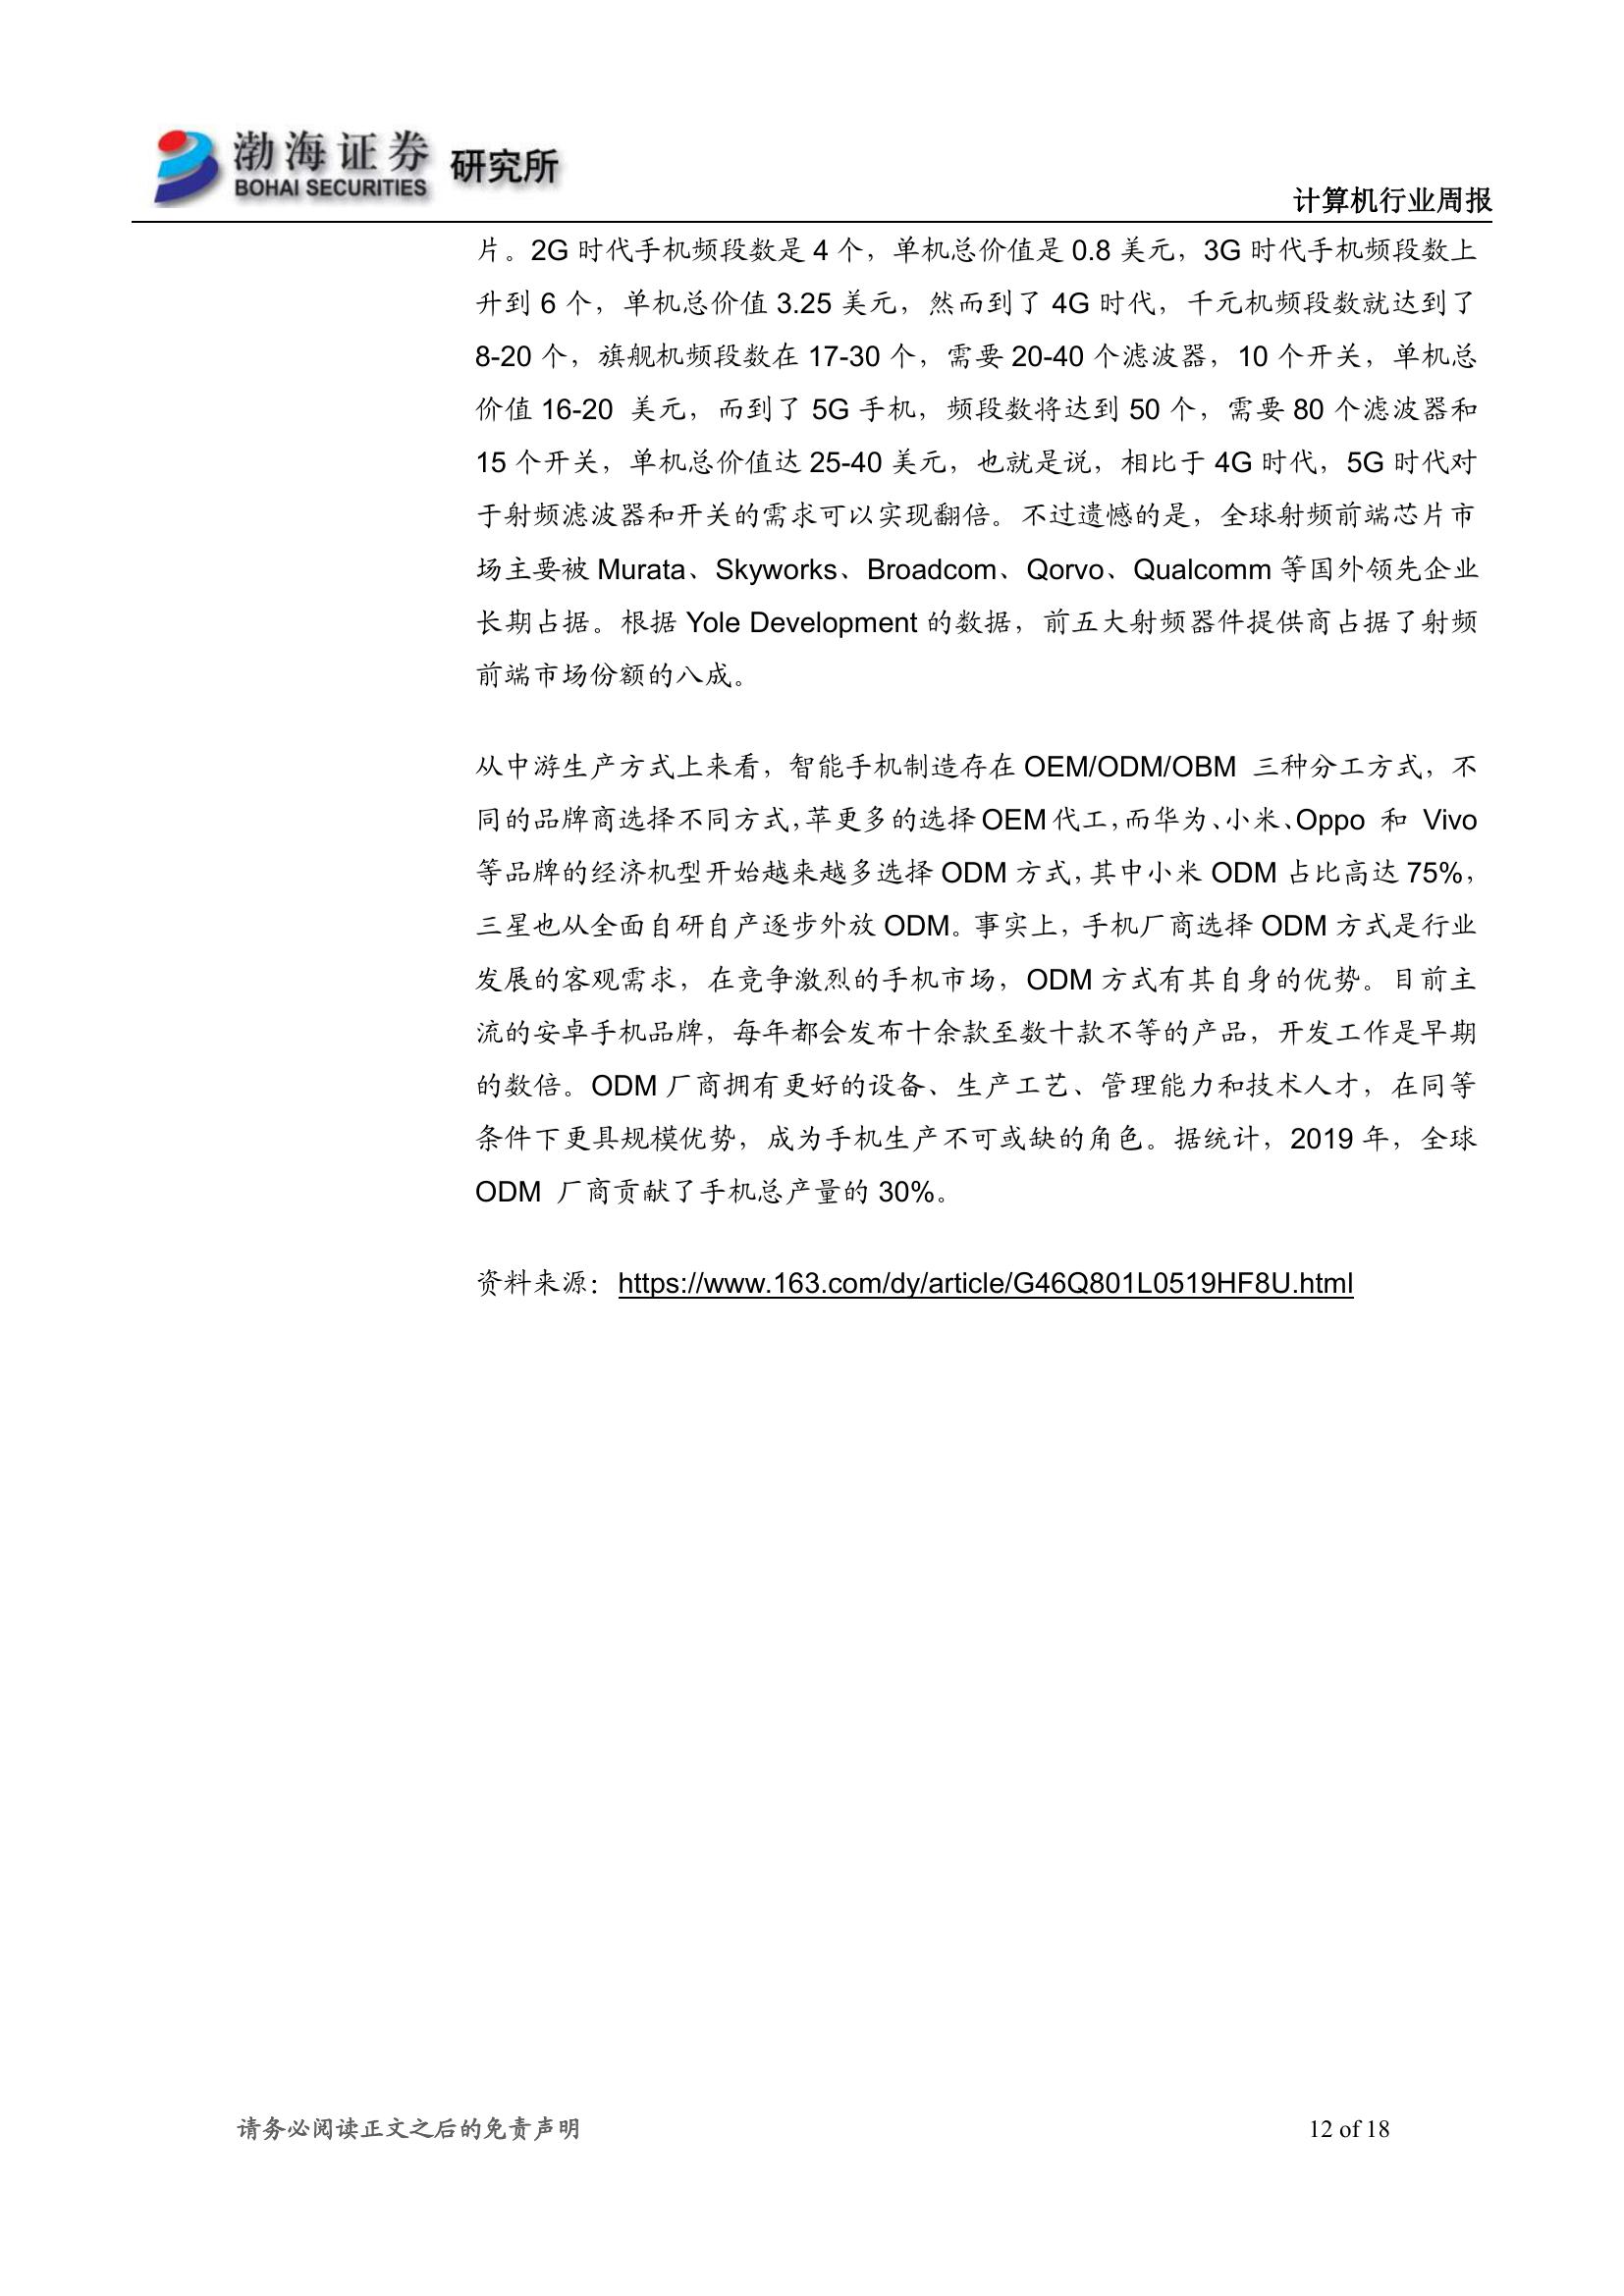 渤海证券 研究所
BOHAI SECURITIES
计算机行业周报
片。2G 时代手机频段数是 4 个，单机总价值是 0.8 美元，3G 时代手机频段数上
升到 6 个，单机总价值 3.25 美元，然而到了 4G 时代，千元机频段数就达到了
8-20 个，旗舰机频段数在 17-30 个，需要 20-40 个滤波器，10 个开关，单机总
价值 16-20 美元，而到了 5G 手机，频段数将达到 50 个，需要 80 个滤波器和
15 个开关，单机总价值达 25-40 美元，也就是说，相比于 4G 时代，5G 时代对
于射频滤波器和开关的需求可以实现翻倍。不过遗憾的是，全球射频前端芯片市
场主要被 Murata、Skyworks、Broadcom、Qorvo、Qualcomm 等国外领先企业
长期占据。根据 Yole Development 的数据，前五大射频器件提供商占据了射频
前端市场份额的八成。
从中游生产方式上来看，智能手机制造存在 OEM/ODM/OBM 三种分工方式，不
同的品牌商选择不同方式，苹更多的选择 OEM 代工，而华为、小米、Oppo 和 Vivo
等品牌的经济机型开始越来越多选择 ODM 方式，其中小米 ODM 占比高达 75%，
三星也从全面自研自产逐步外放 ODM。事实上，手机厂商选择 ODM 方式是行业
发展的客观需求，在竞争激烈的手机市场，ODM 方式有其自身的优势。目前主
流的安卓手机品牌，每年都会发布十余款至数十款不等的产品，开发工作是早期
的数倍。ODM 厂商拥有更好的设备、生产工艺、管理能力和技术人才，在同等
条件下更具规模优势，成为手机生产不可或缺的角色。据统计，2019 年，全球
ODM 厂商贡献了手机总产量的 30%。
资料来源：https://www.163.com/dy/article/G46Q801L0519HF8U.html
请务必阅读正文之后的免责声明
12 of 18